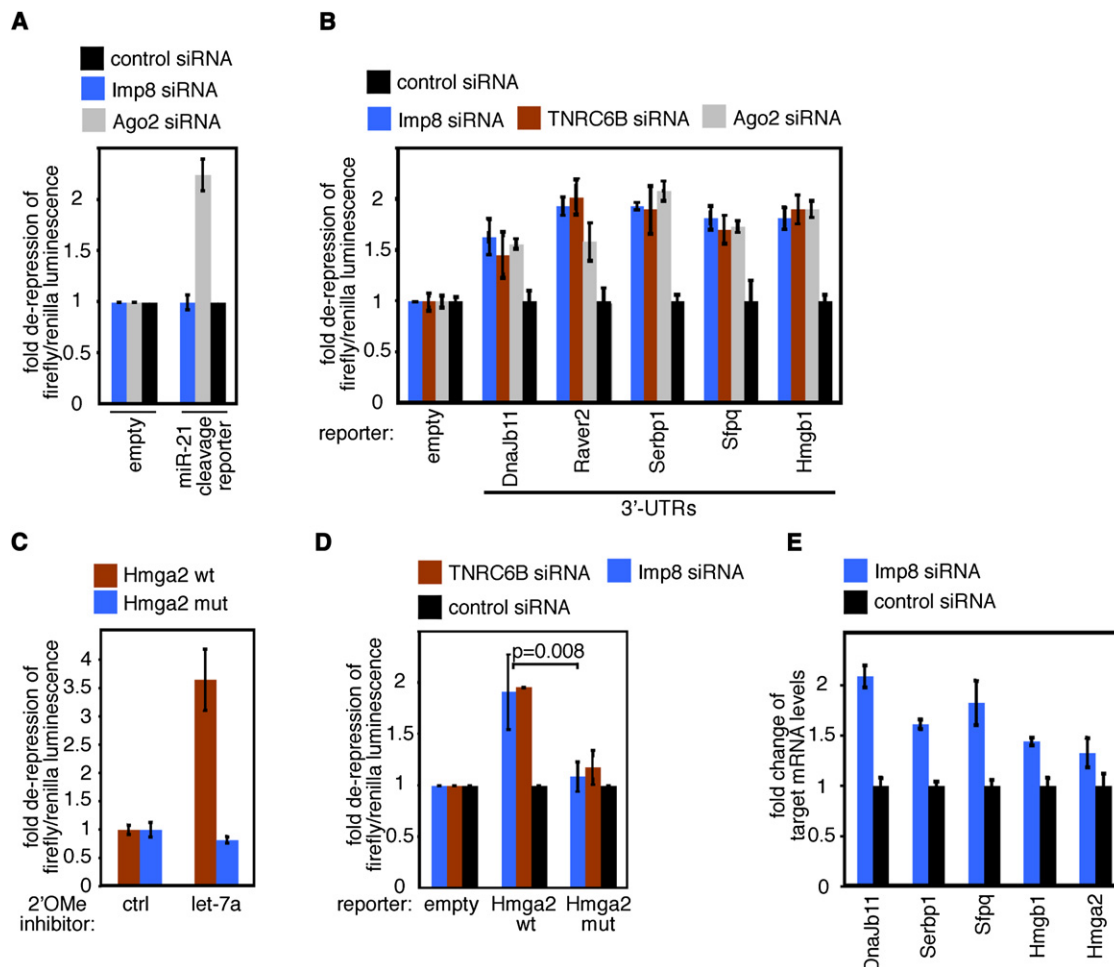 A
control siRNA
Imp8 siRNA
Ago2 siRNA
fold de-repression of
firefly/renilla luminescence
2
1.5
1
0.5
0
empty
miR-21
cleavage
reporter
B
control siRNA
Imp8 siRNA TNRC6B siRNA Ago2 siRNA
fold de-repression of
firefly/renilla luminescence
2
1.5
1
0.5
0
reporter:
empty
DnaJb11
Raver2
Serbp1
Sfpq
Hmgb1
3'-UTRs
C
Hmga2 wt
Hmga2 mut
fold de-repression of
firefly/renilla luminescence
4
3.5
3
2.5
2
1.5
1
0.5
0
2'OMe
inhibitor:
ctrl let-7a
D
TNRC6B siRNA Imp8 siRNA
control siRNA
fold de-repression of
firefly/renilla luminescence
2
1.5
1
0.5
0
p=0.008
reporter: empty Hmga2 Hmga2
wt mut
E
Imp8 siRNA
control siRNA
fold change of
target mRNA levels
2
1.5
1
0.5
0
DnaJb11
Serbp1
Sfpq
Hmgb1
Hmga2